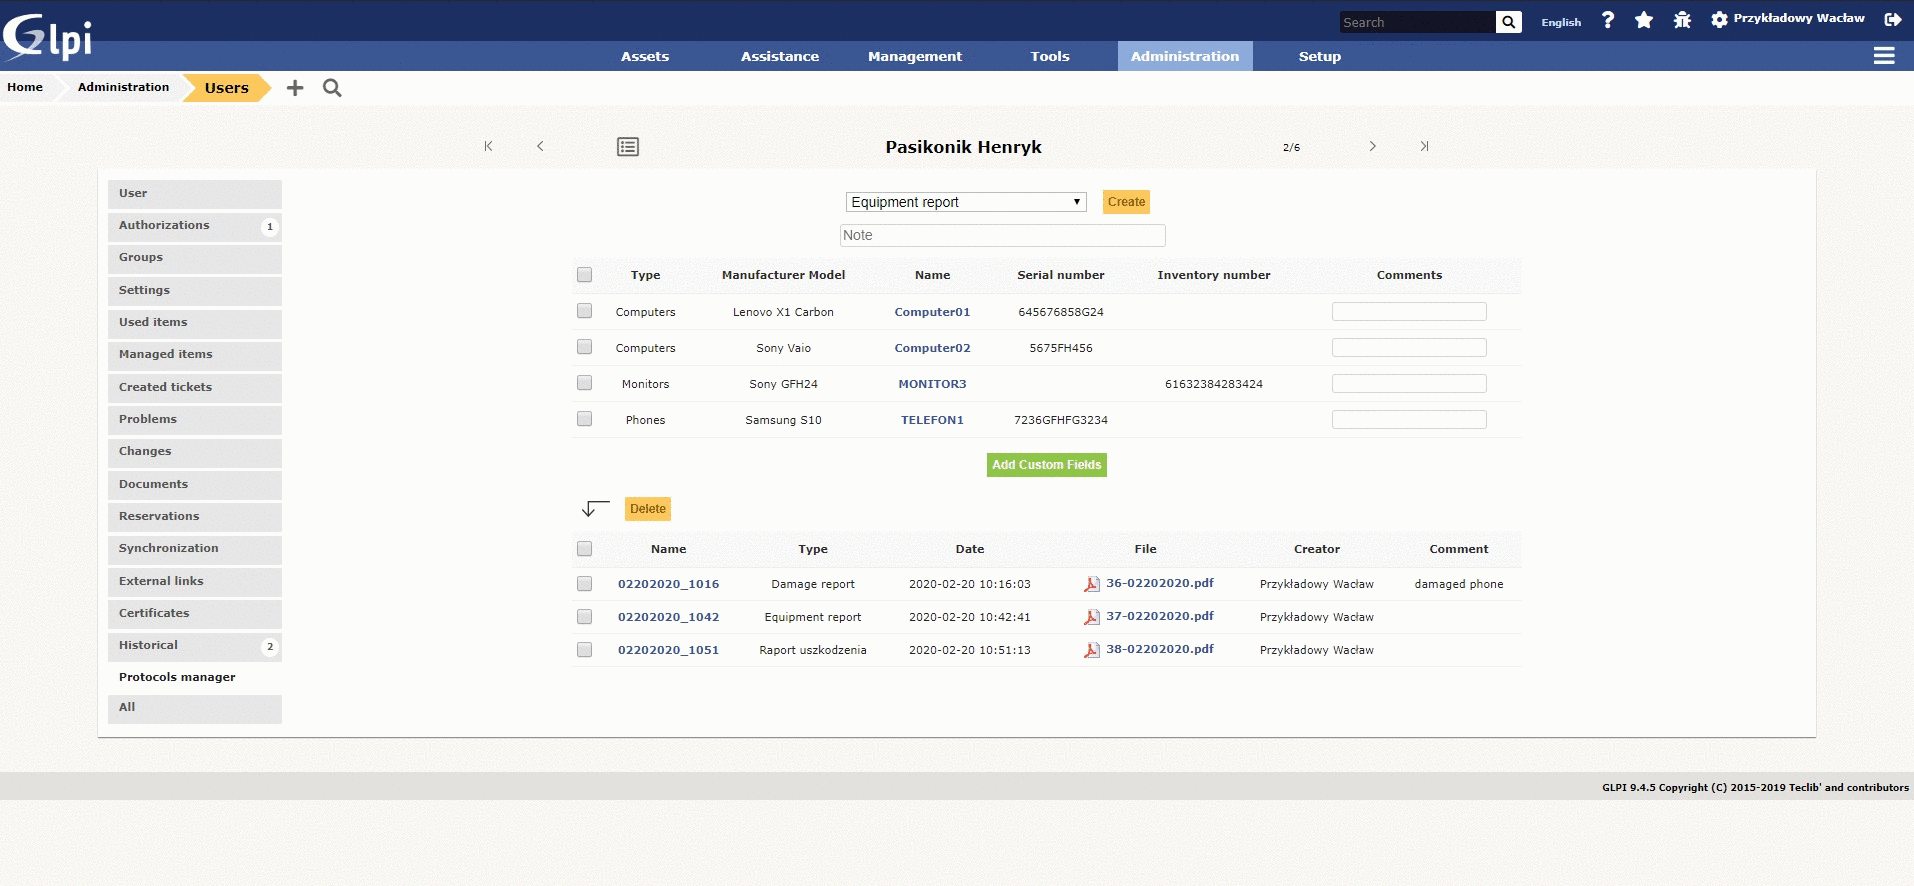 Glpi
Search
English
Przykładowy Wacław
Assets
Assistance
Management
Tools
Administration
Setup
Home
Administration
Users
Pasikonik Henryk
2/6
User
Authorizations 1
Groups
Settings
Used items
Managed items
Created tickets
Problems
Changes
Documents
Reservations
Synchronization
External links
Certificates
Historical 2
Protocols manager
All
Equipment report
Create
Note
Type Manufacturer Model Name Serial number Inventory number Comments
Computers Lenovo X1 Carbon Computer01 645676858G24
Computers Sony Vaio Computer02 5675FH456
Monitors Sony GFH24 MONITOR3 61632384283424
Phones Samsung S10 TELEFON1 7236GFHFG3234
Add Custom Fields
Delete
Name Type Date File Creator Comment
02202020_1016 Damage report 2020-02-20 10:16:03 36-02202020.pdf Przykładowy Wacław damaged phone
02202020_1042 Equipment report 2020-02-20 10:42:41 37-02202020.pdf Przykładowy Wacław
02202020_1051 Raport uszkodzenia 2020-02-20 10:51:13 38-02202020.pdf Przykładowy Wacław
GLPI 9.4.5 Copyright (C) 2015-2019 Teclib' and contributors